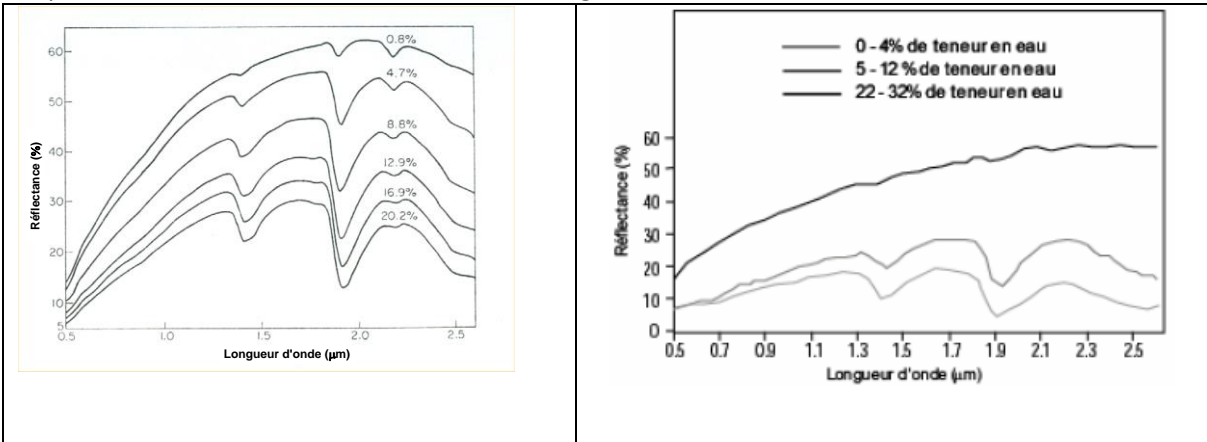 60
50
40
30
20
10
5
0.8%
4.7%
8.8%
12.9%
16.9%
20.2%
Réflectance (%)
0.5 1.0 1.5 2.0 2.5
Longueur d'onde (µm)
0 - 4% de teneur en eau
5 - 12 % de teneur en eau
22 - 32% de teneur en eau
60
50
40
30
20
10
0
Réflectance (%)
0.5 0.7 0.9 1.1 1.3 1.5 1.7 1.9 2.1 2.3 2.5
Longueur d'onde (µm)